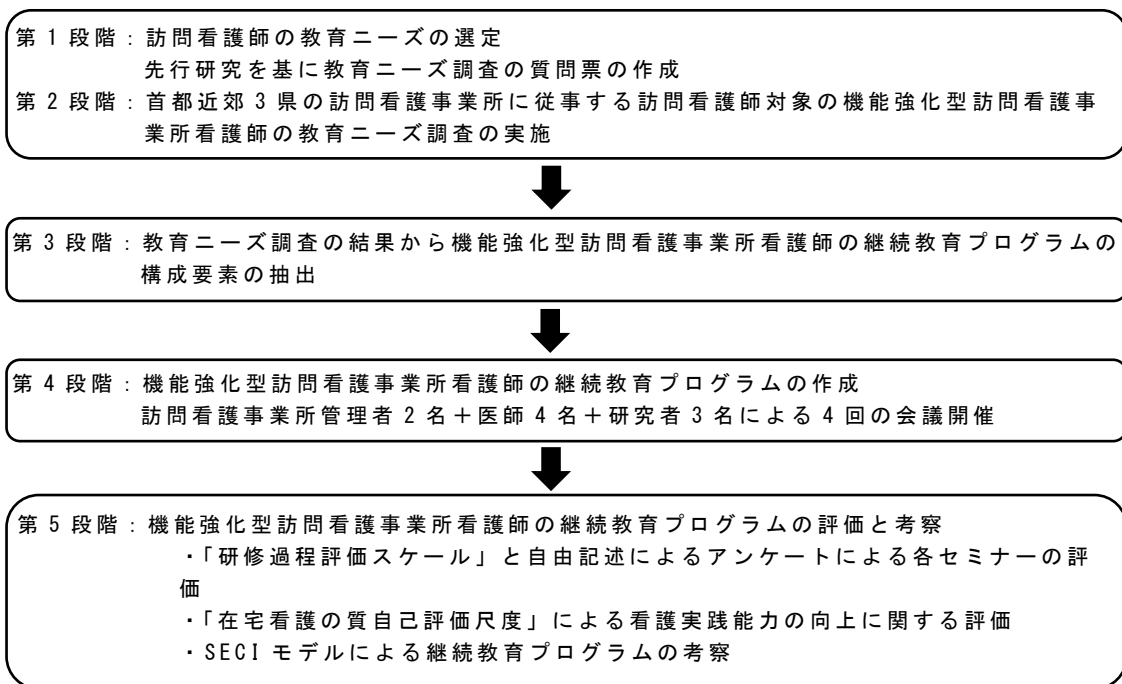 第1段階：訪問看護師の教育ニーズの選定
先行研究を基に教育ニーズ調査の質問票の作成
第2段階：首都近郊3県の訪問看護事業所に従事する訪問看護師対象の機能強化型訪問看護事
業所看護師の教育ニーズ調査の実施
第3段階：教育ニーズ調査の結果から機能強化型訪問看護事業所看護師の継続教育プログラムの
構成要素の抽出
第4段階：機能強化型訪問看護事業所看護師の継続教育プログラムの作成
訪問看護事業所管理者2名＋医師4名＋研究者3名による4回の会議開催
第5段階：機能強化型訪問看護事業所看護師の継続教育プログラムの評価と考察
・「研修過程評価スケール」と自由記述によるアンケートによる各セミナーの評
価
・「在宅看護の質自己評価尺度」による看護実践能力の向上に関する評価
・SECIモデルによる継続教育プログラムの考察